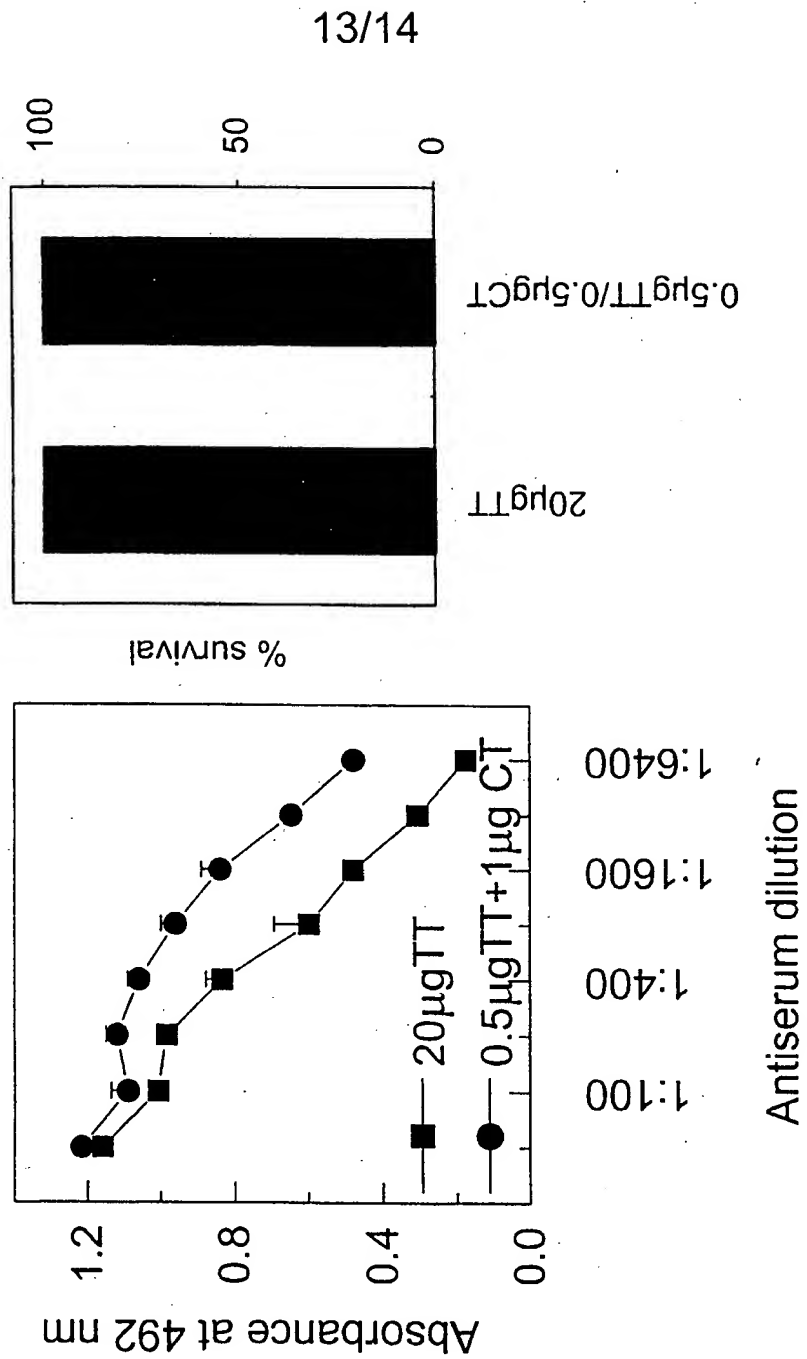 13/14
Absorbance at 492 nm
1.2
0.8
0.4
0.0
20µgTT
0.5µgTT+1µg CT
1:100
1:400
1:1600
1:6400
Antiserum dilution
% survival
100
50
0
20µgTT
0.5µgTT/0.5µgCT